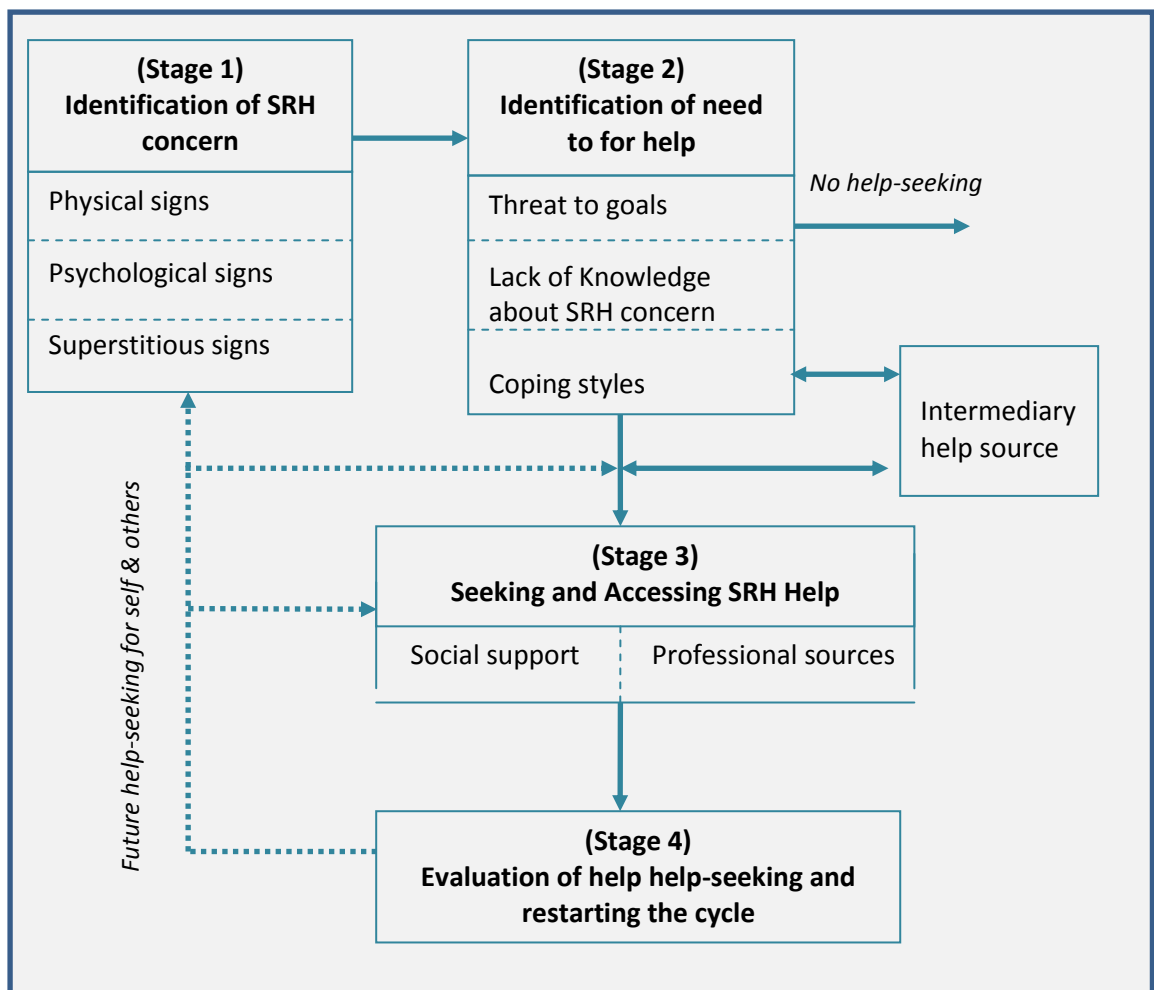 (Stage 1)
Identification of SRH
concern
Physical signs
Psychological signs
Superstitious signs
(Stage 2)
Identification of need
to for help
Threat to goals
Lack of Knowledge
about SRH concern
Coping styles
No help-seeking
Intermediary
help source
Future help-seeking for self & others
(Stage 3)
Seeking and Accessing SRH Help
Social support
Professional sources
(Stage 4)
Evaluation of help help-seeking and
restarting the cycle